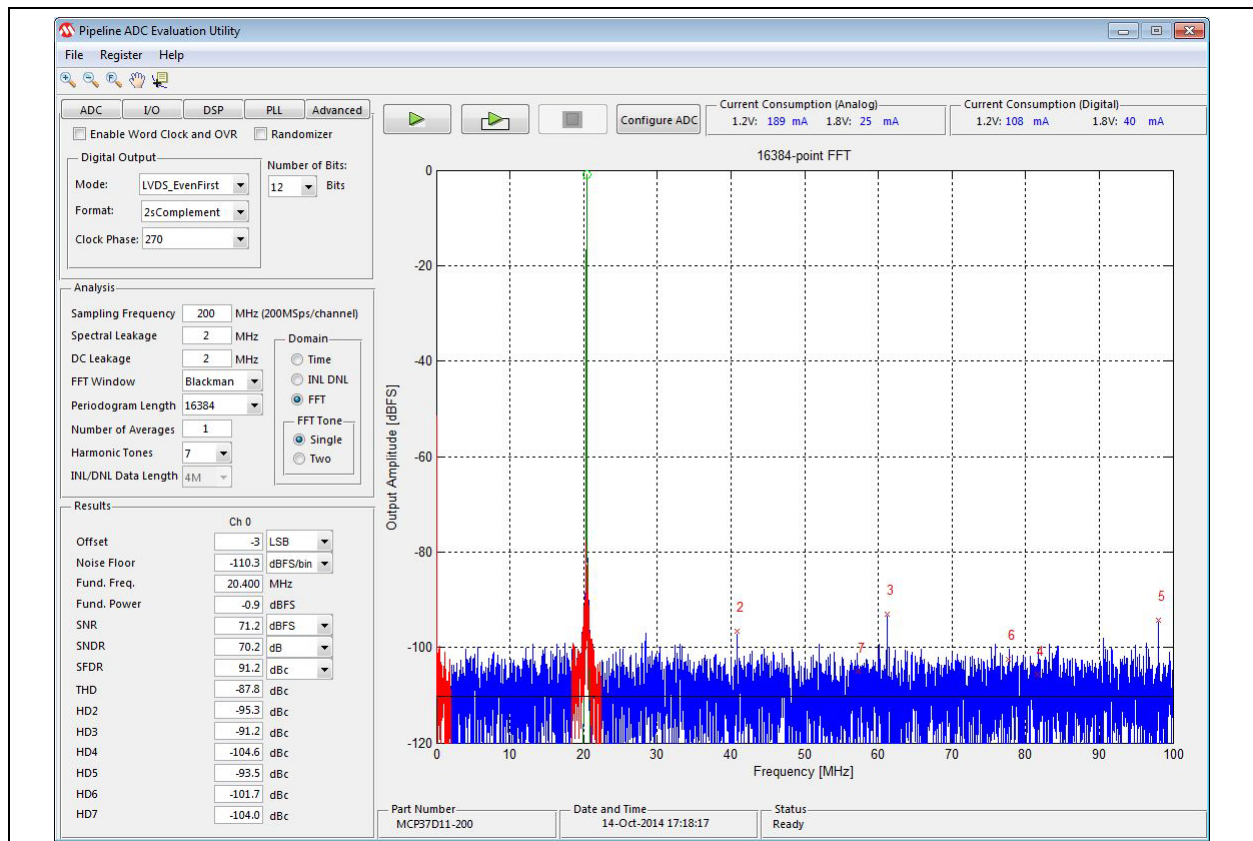 Pipeline ADC Evaluation Utility
File Register Help
ADC I/O DSP PLL Advanced
Enable Word Clock and OVR Randomizer
Digital Output
Number of Bits:
Mode: LVDS_EvenFirst 12 Bits
Format: 2sComplement
Clock Phase: 270
Configure ADC
Current Consumption (Analog)
1.2V: 189 mA 1.8V: 25 mA
Current Consumption (Digital)
1.2V: 108 mA 1.8V: 40 mA
Analysis
Sampling Frequency 200 MHz (200MSps/channel)
Spectral Leakage 2 MHz
DC Leakage 2 MHz
FFT Window Blackman
Periodogram Length 16384
Number of Averages 1
Harmonic Tones 7
INL/DNL Data Length 4M
Domain
Time
INL DNL
FFT
FFT Tone
Single
Two
Results
Ch 0
Offset -3 LSB
Noise Floor -110.3 dBFS/bin
Fund. Freq. 20.400 MHz
Fund. Power -0.9 dBFS
SNR 71.2 dBFS
SNDR 70.2 dB
SFDR 91.2 dBc
THD -87.8 dBc
HD2 -95.3 dBc
HD3 -91.2 dBc
HD4 -104.6 dBc
HD5 -93.5 dBc
HD6 -101.7 dBc
HD7 -104.0 dBc
16384-point FFT
Output Amplitude [dBFS]
0
-20
-40
-60
-80
-100
-120
2
3
5
7
6
4
0 10 20 30 40 50 60 70 80 90 100
Frequency [MHz]
Part Number
MCP37D11-200
Date and Time
14-Oct-2014 17:18:17
Status
Ready